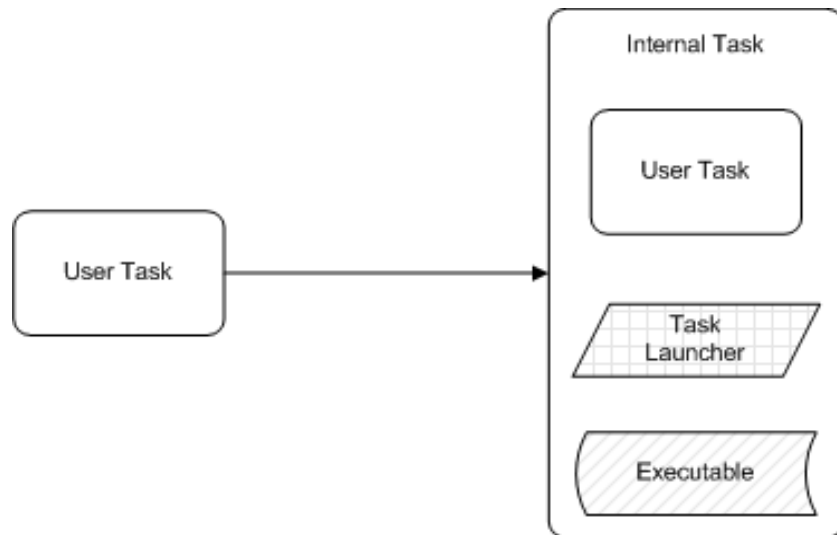 Internal Task
User Task
User Task
Task
Launcher
Executable